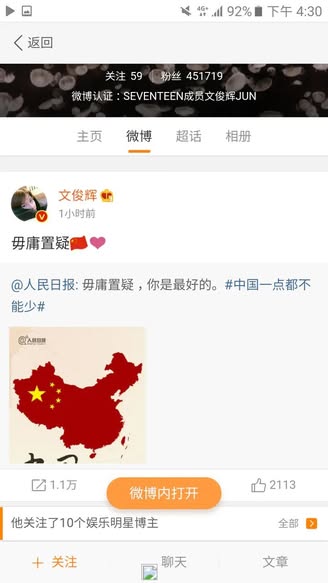 4G+ 92% 下午 4:30
返回
关注 59 | 粉丝 451719
微博认证：SEVENTEEN成员文俊辉JUN
主页 微博 超话 相册
文俊辉
1小时前
毋庸置疑🇨🇳❤
@人民日报: 毋庸置疑，你是最好的。#中国一点都不
能少#
@人民日报
1.1万 微博内打开 2113
他关注了10个娱乐明星博主 全部
+ 关注 聊天 文章